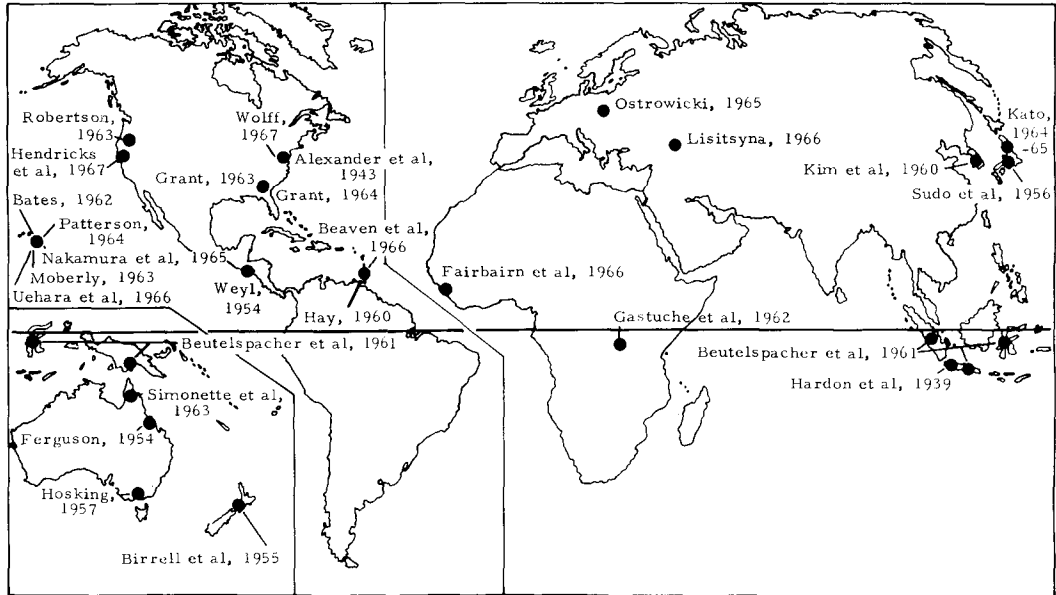 Robertson,
1963
Hendricks
et al, 1967
Bates, 1962
Patterson,
1964
Nakamura et al, 1965
Moberly, 1963
Uehara et al, 1966
Wolff,
1967
Alexander et al,
1943
Grant, 1963
Grant, 1964
Beaven et al,
1966
Weyl,
1954
Hay, 1960
Ostrowicki, 1965
Lisitsyna, 1966
Kato,
1964
-65
Kim et al, 1960
Sudo et al, 1956
Fairbairn et al, 1966
Gastuche et al, 1962
Beutelspacher et al, 1961
Hardon et al, 1939
Beutelspacher et al, 1961
Simonette et al,
1963
Ferguson, 1954
Hosking,
1957
Birrell et al, 1955